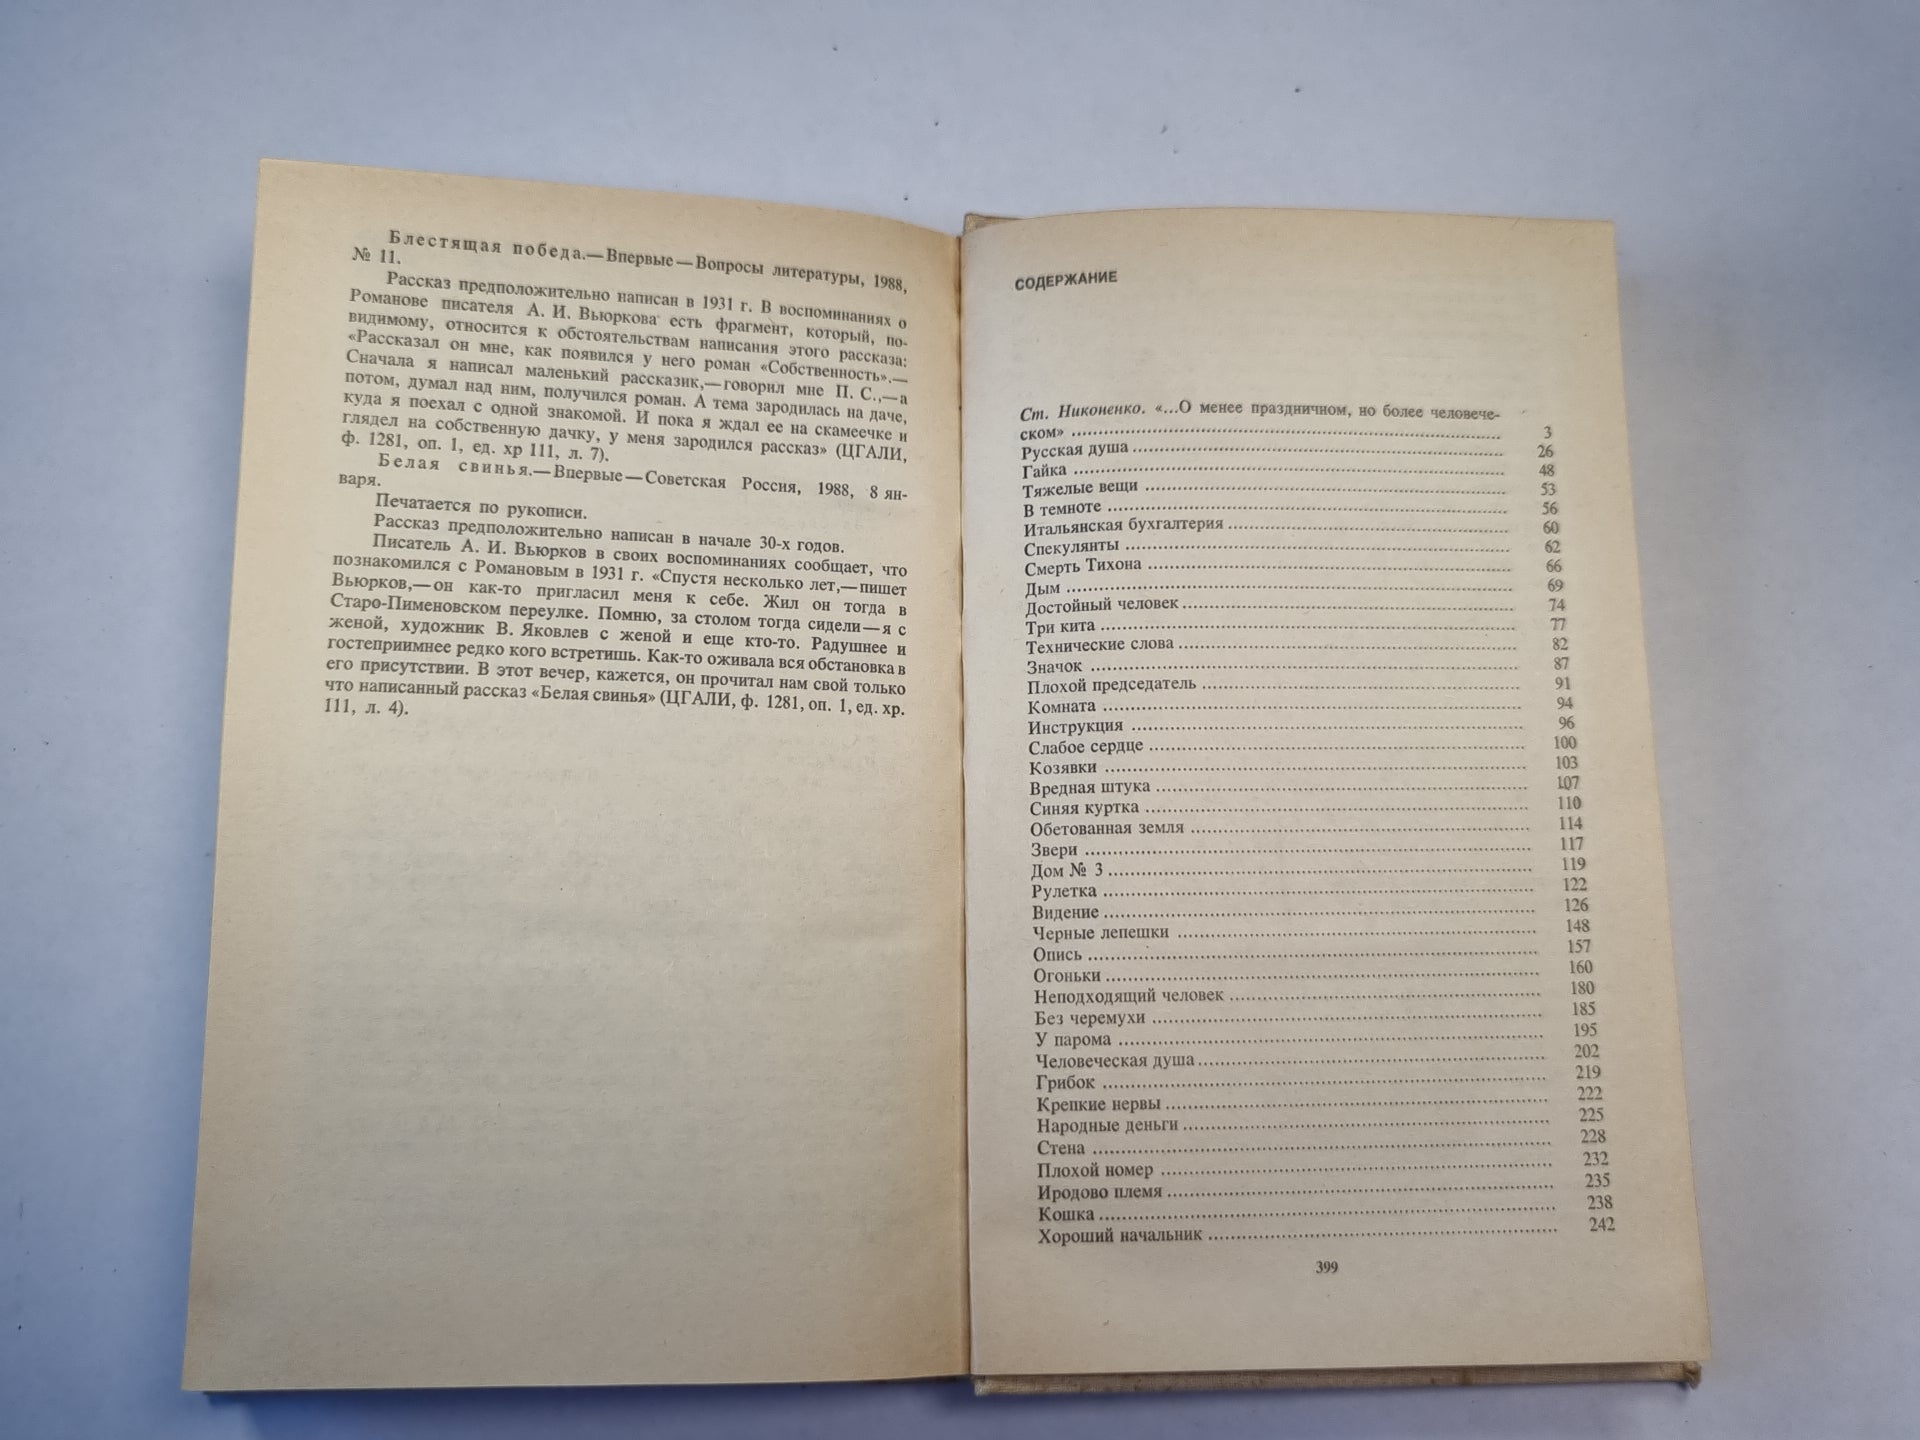 Блестящая победа.—Впервые—Вопросы литературы, 1988,
№ 11.
Рассказ предположительно написан в 1931 г. В воспоминаниях о
Романове писателя А. И. Вьюркова есть фрагмент, который, по-
видимому, относится к обстоятельствам написания этого рассказа:
«Рассказал он мне, как появился у него роман «Собственность».—
Сначала я написал маленький рассказик,—говорил мне П. С.,—а
потом, думал над ним, получился роман. А тема зародилась на даче,
куда я поехал с одной знакомой. И пока я ждал ее на скамеечке и
глядел на собственную дачку, у меня зародился рассказ» (ЦГАЛИ,
ф. 1281, оп. 1, ед. хр 111, л. 7).
Белая свинья.—Впервые—Советская Россия, 1988, 8 ян-
варя.
Печатается по рукописи.
Рассказ предположительно написан в начале 30-х годов.
Писатель А. И. Вьюрков в своих воспоминаниях сообщает, что
познакомился с Романовым в 1931 г. «Спустя несколько лет,—пишет
Вьюрков,—он как-то пригласил меня к себе. Жил он тогда в
Старо-Пименовском переулке. Помню, за столом тогда сидели—я с
женой, художник В. Яковлев с женой и еще кто-то. Радушнее и
гостеприимнее редко кого встретишь. Как-то оживала вся обстановка в
его присутствии. В этот вечер, кажется, он прочитал нам свой только
что написанный рассказ «Белая свинья» (ЦГАЛИ, ф. 1281, оп. 1, ед. хр.
111, л. 4).
СОДЕРЖАНИЕ
Ст. Никоненко. «...О менее праздничном, но более человече-
ском» ........ 3
Русская душа ........ 26
Гайка ........ 48
Тяжелые вещи ........ 53
В темноте ........ 56
Итальянская бухгалтерия ........ 60
Спекулянты ........ 62
Смерть Тихона ........ 66
Дым ........ 69
Достойный человек ........ 74
Три кита ........ 77
Технические слова ........ 82
Значок ........ 87
Плохой председатель ........ 91
Комната ........ 94
Инструкция ........ 96
Слабое сердце ........ 100
Козявки ........ 103
Вредная штука ........ 107
Синяя куртка ........ 110
Обетованная земля ........ 114
Звери ........ 117
Дом № 3 ........ 119
Рулетка ........ 122
Видение ........ 126
Черные лепешки ........ 148
Опись ........ 157
Огоньки ........ 160
Неподходящий человек ........ 180
Без черемухи ........ 185
У парома ........ 195
Человеческая душа ........ 202
Грибок ........ 219
Крепкие нервы ........ 222
Народные деньги ........ 225
Стена ........ 228
Плохой номер ........ 232
Иродово племя ........ 235
Кошка ........ 238
Хороший начальник ........ 242
399